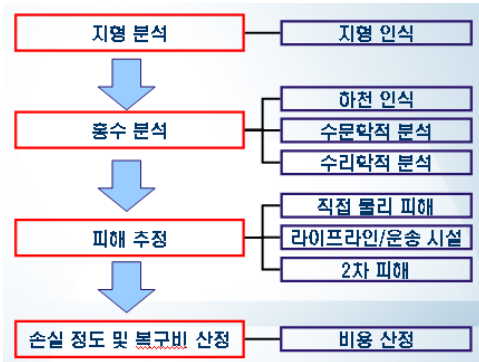 지형 분석
지형 인식
홍수 분석
하천 인식
수문학적 분석
수리학적 분석
피해 추정
직접 물리 피해
라이프라인/운송 시설
2차 피해
손실 정도 및 복구비 산정
비용 산정